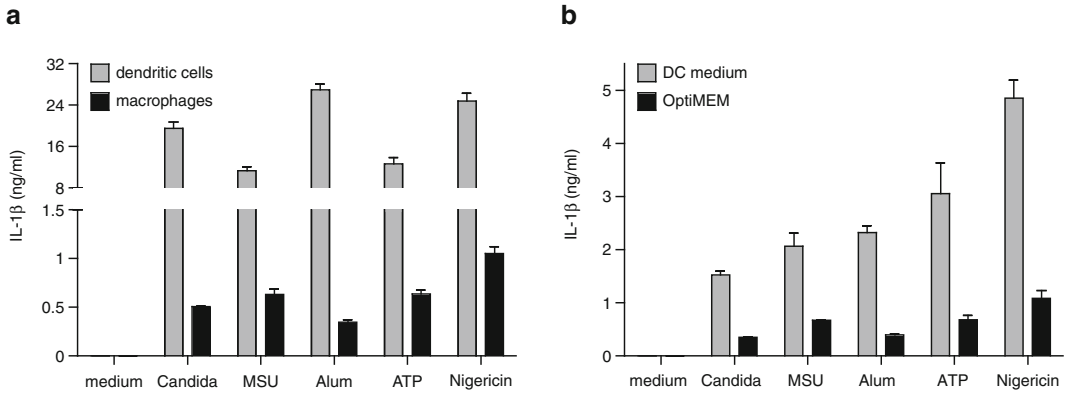 a
32
24
16
8
1.5
1
0.5
0
IL-1β (ng/ml)
dendritic cells
macrophages
medium Candida MSU Alum ATP Nigericin
b
5
4
3
2
1
0
IL-1β (ng/ml)
DC medium
OptiMEM
medium Candida MSU Alum ATP Nigericin